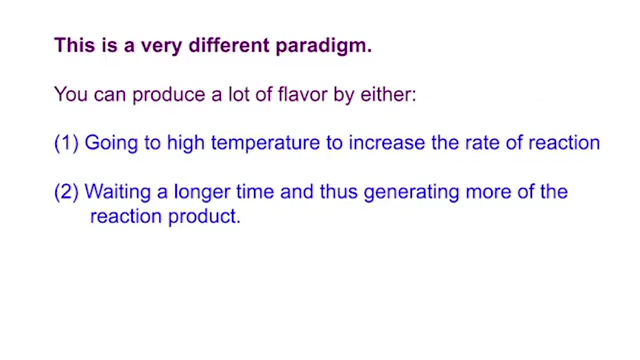 This is a very different paradigm.
You can produce a lot of flavor by either:
(1) Going to high temperature to increase the rate of reaction
(2) Waiting a longer time and thus generating more of the
reaction product.